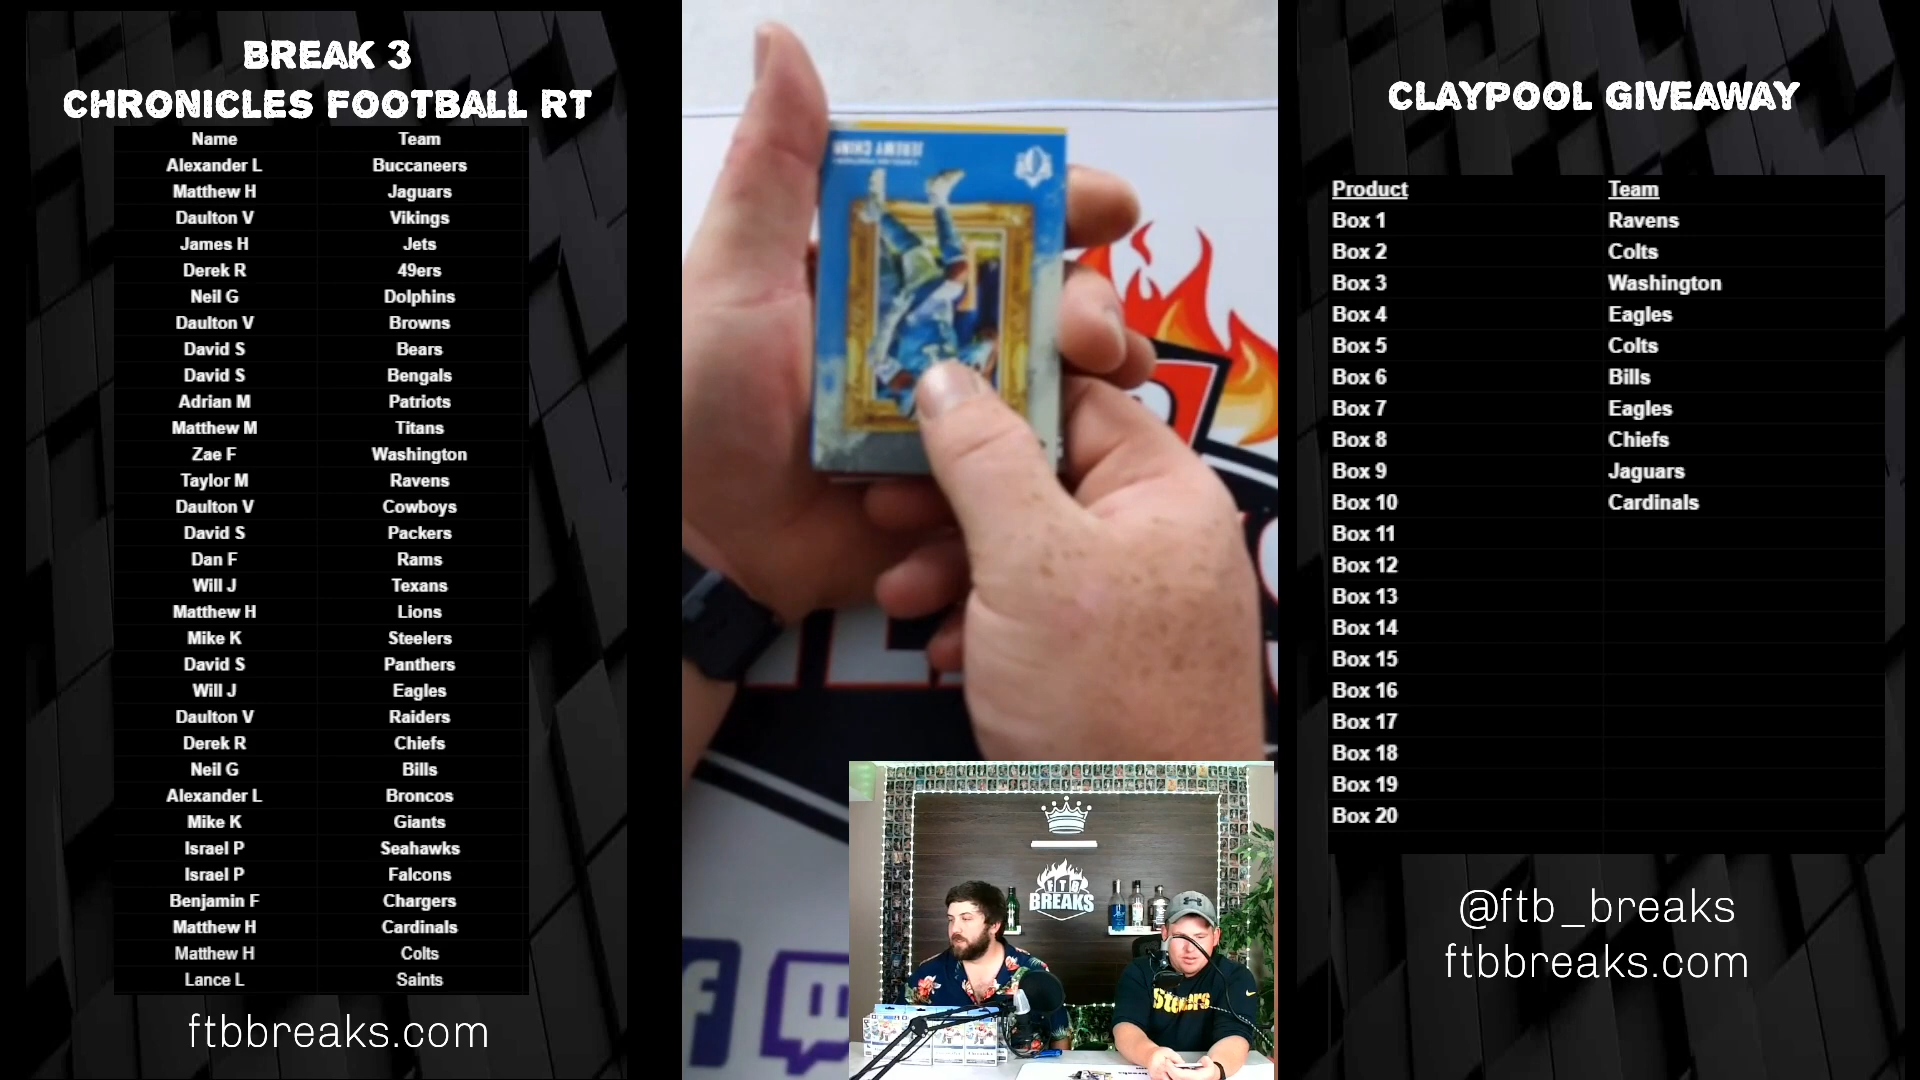 BREAK 3
CHRONICLES FOOTBALL RT
Name Team
Alexander L Buccaneers
Matthew H Jaguars
Daulton V Vikings
James H Jets
Derek R 49ers
Neil G Dolphins
Daulton V Browns
David S Bears
David S Bengals
Adrian M Patriots
Matthew M Titans
Zae F Washington
Taylor M Ravens
Daulton V Cowboys
David S Packers
Dan F Rams
Will J Texans
Matthew H Lions
Mike K Steelers
David S Panthers
Will J Eagles
Daulton V Raiders
Derek R Chiefs
Neil G Bills
Alexander L Broncos
Mike K Giants
Israel P Seahawks
Israel P Falcons
Benjamin F Chargers
Matthew H Cardinals
Matthew H Colts
Lance L Saints
ftbbreaks.com
JEREMY CHINN
FTB
BREAKS
Steelers
CLAYPOOL GIVEAWAY
Product Team
Box 1 Ravens
Box 2 Colts
Box 3 Washington
Box 4 Eagles
Box 5 Colts
Box 6 Bills
Box 7 Eagles
Box 8 Chiefs
Box 9 Jaguars
Box 10 Cardinals
Box 11
Box 12
Box 13
Box 14
Box 15
Box 16
Box 17
Box 18
Box 19
Box 20
@ftb_breaks
ftbbreaks.com